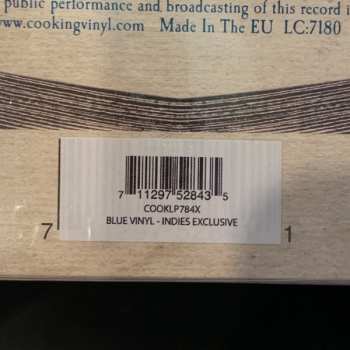 public performance and broadcasting of this record i
www.cookingvinyl.com Made In The EU LC:7180
7 11297 52843 5
COOKLP784X
BLUE VINYL - INDIES EXCLUSIVE
7 1